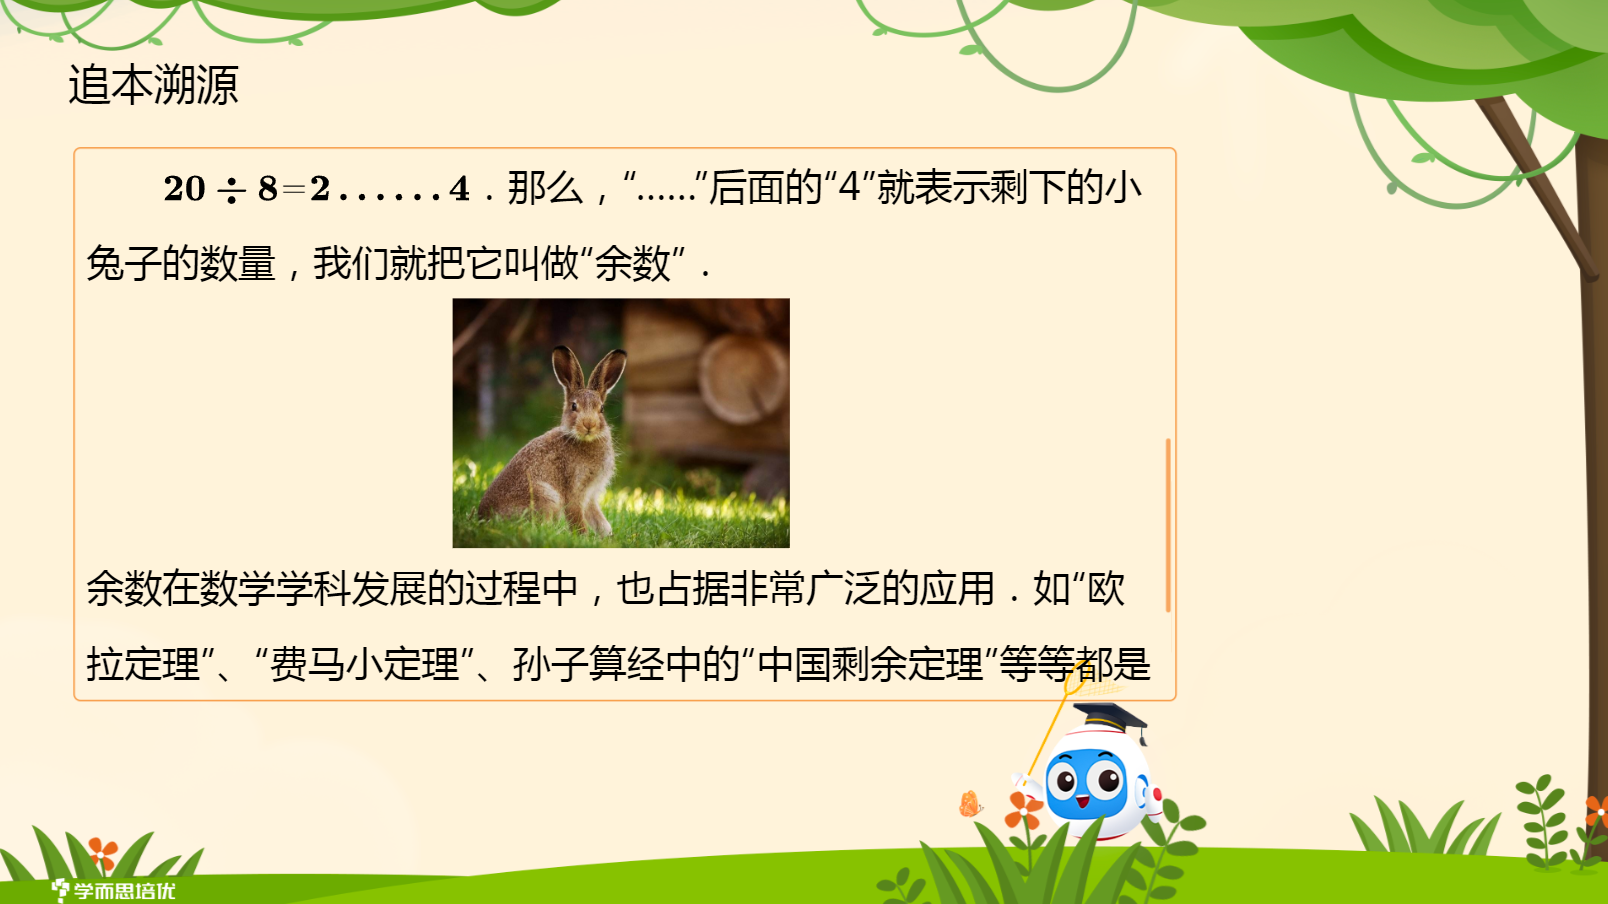 追本溯源
20÷8=2......4．那么，“……”后面的“4”就表示剩下的小
兔子的数量，我们就把它叫做“余数”．
余数在数学学科发展的过程中，也占据非常广泛的应用．如“欧
拉定理”、“费马小定理”、孙子算经中的“中国剩余定理”等等都是
学而思培优